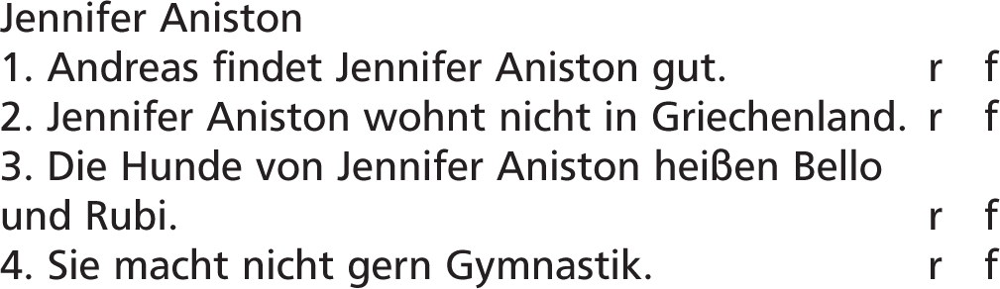 Jennifer Aniston
1. Andreas findet Jennifer Aniston gut. r f
2. Jennifer Aniston wohnt nicht in Griechenland. r f
3. Die Hunde von Jennifer Aniston heißen Bello
und Rubi. r f
4. Sie macht nicht gern Gymnastik. r f